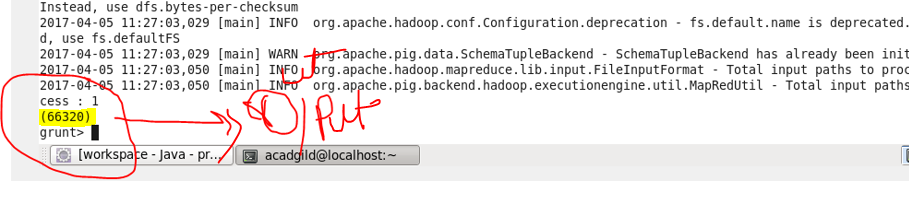 Instead, use dfs.bytes-per-checksum
2017-04-05 11:27:03,029 [main] INFO  org.apache.hadoop.conf.Configuration.deprecation - fs.default.name is deprecated.
d, use fs.defaultFS
2017-04-05 11:27:03,029 [main] WARN  org.apache.pig.data.SchemaTupleBackend - SchemaTupleBackend has already been init
2017-04-05 11:27:03,050 [main] INFO  org.apache.hadoop.mapreduce.lib.input.FileInputFormat - Total input paths to proc
2017-04-05 11:27:03,050 [main] INFO  org.apache.pig.backend.hadoop.executionengine.util.MapRedUtil - Total input paths
cess : 1
(66320)
grunt>
[workspace - Java - pr... acadgild@localhost:~